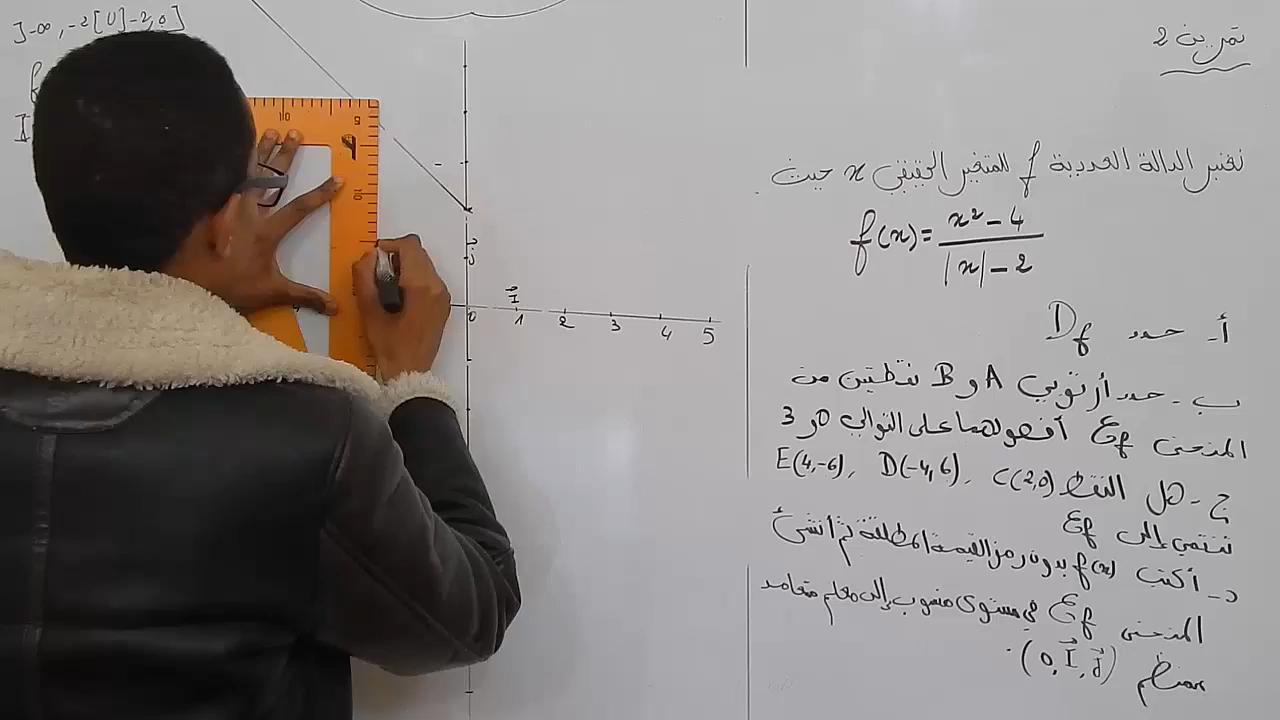 تمرين 2
نعتبر الدالة العددية f للمتغير الحقيقي x حيث
f(x) = x² - 4 / |x| - 2
أ- حدد Df
ب- حدد أرتوبي A و B نقطتين من
المنحنى Cf أفصولهما على التوالي 0 و 3
ج- هل النقط C(2,0), D(-4,6), E(4,-6)
تنتمي إلى Cf
د- أكتب f(x) بدون رمز القيمة المطلقة ثم أنشئ
المنحنى Cf في مستوى منسوب إلى معلم متعامد
ممنظم (O, I, J).
]-∞, -2[ U ]-2, 0]
f
I
J
I
0 1 2 3 4 5
10 5
10